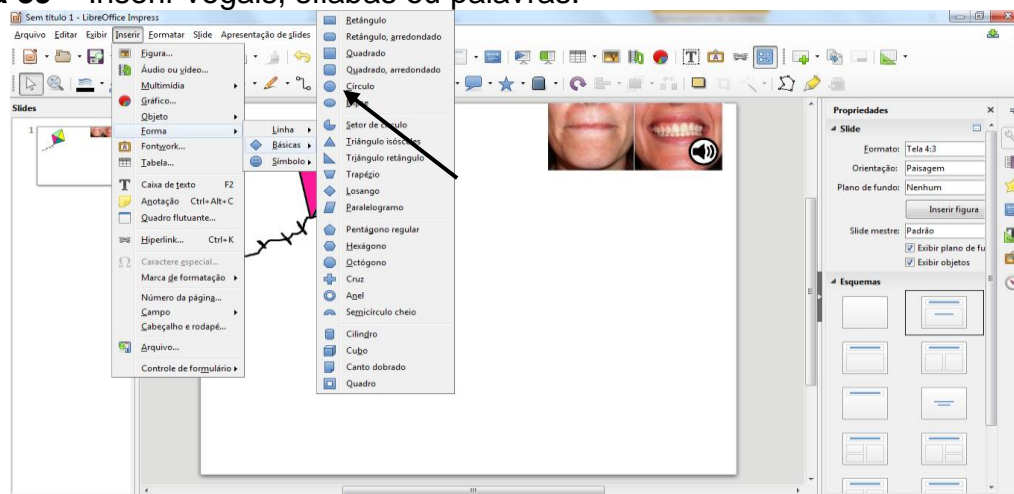 inserir vogais, sílabas ou palavras.
Sem título 1 - LibreOffice Impress
Arquivo Editar Exibir Inserir Formatar Slide Apresentação de slides
Figura...
Áudio ou vídeo...
Multimídia
Gráfico...
Objeto
Forma
Fontwork...
Tabela...
Caixa de texto F2
Anotação Ctrl+Alt+C
Quadro flutuante...
Hiperlink... Ctrl+K
Caractere especial...
Marca de formatação
Número da página...
Campo
Cabeçalho e rodapé...
Arquivo...
Controle de formulário
Linha
Básicas
Símbolo
Retângulo
Retângulo, arredondado
Quadrado
Quadrado, arredondado
Círculo
Setor de círculo
Triângulo isósceles
Triângulo retângulo
Trapézio
Losango
Paralelogramo
Pentágono regular
Hexágono
Octógono
Cruz
Anel
Semicírculo cheio
Cilindro
Cubo
Canto dobrado
Quadro
Slides
1
Propriedades
Slide
Formato: Tela 4:3
Orientação: Paisagem
Plano de fundo: Nenhum
Inserir figura
Slide mestre: Padrão
Exibir plano de fu
Exibir objetos
Esquemas